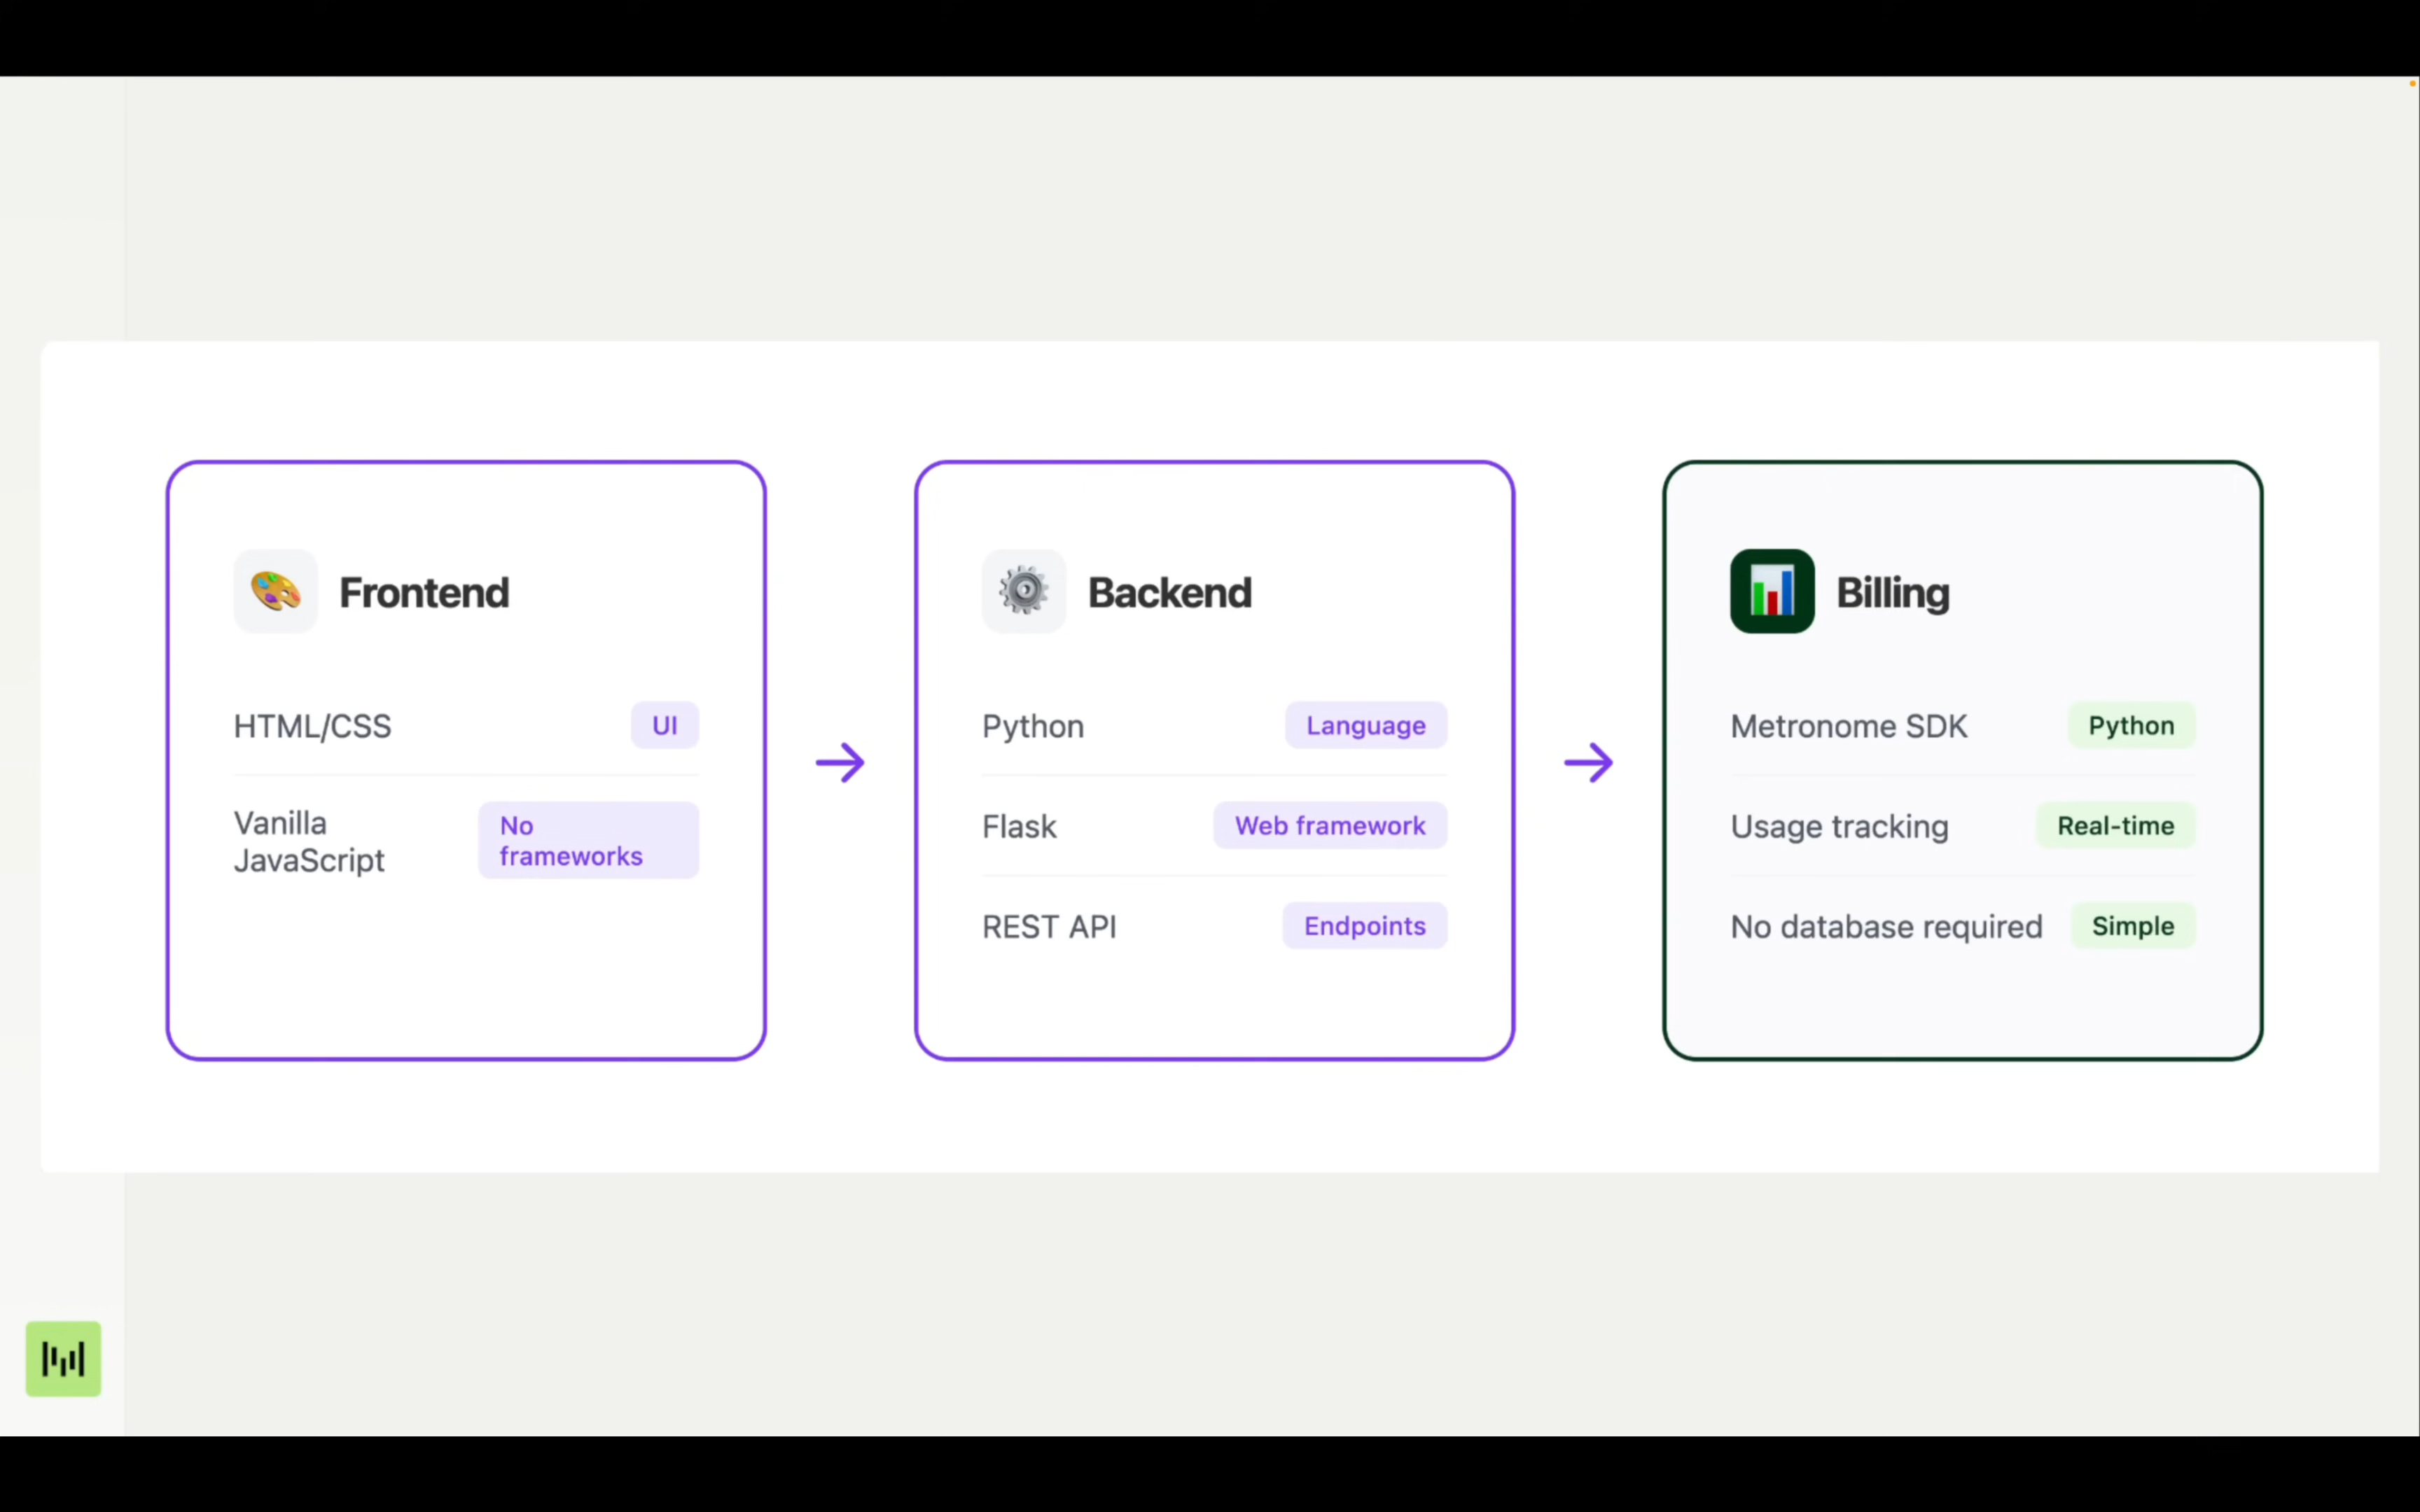 Frontend
HTML/CSS
UI
Vanilla
JavaScript
No
frameworks
Backend
Python
Language
Flask
Web framework
REST API
Endpoints
Billing
Metronome SDK
Python
Usage tracking
Real-time
No database required
Simple